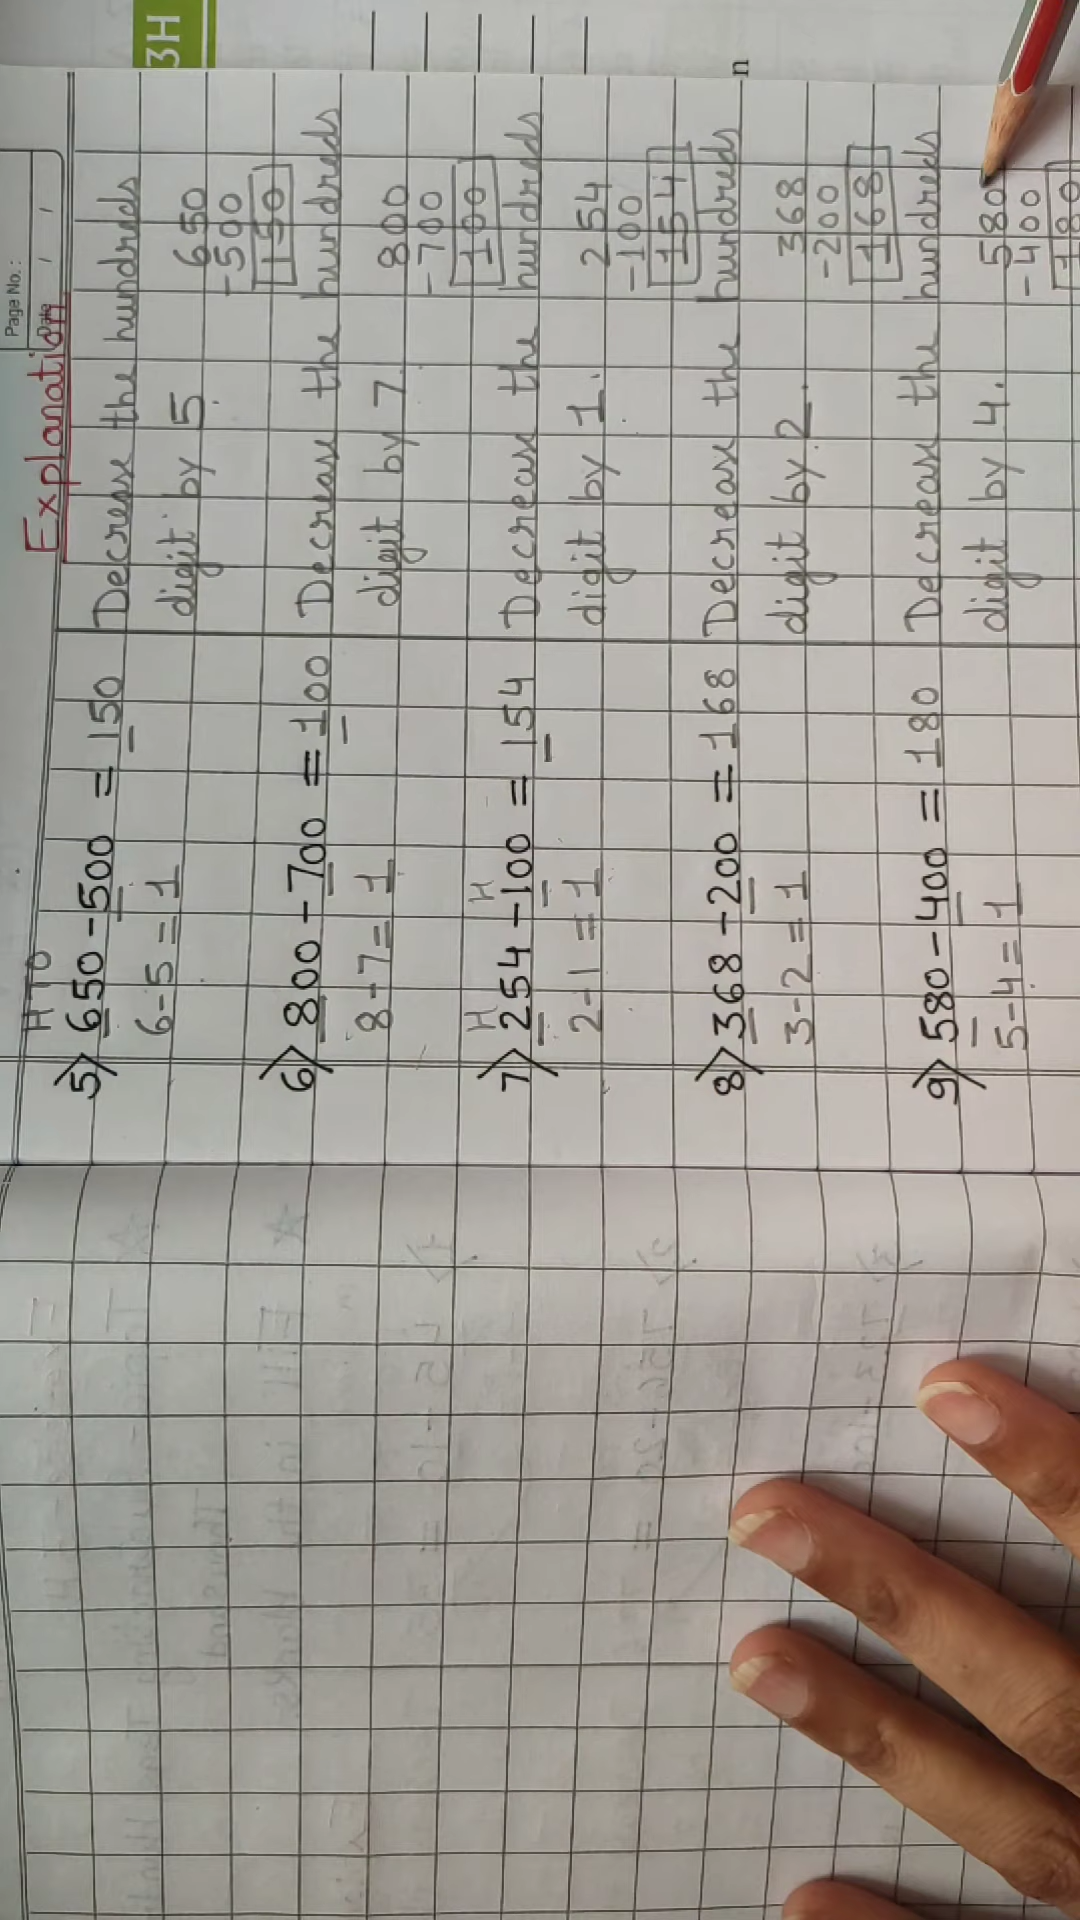 3H
Page No.:
Date
Explanation
H T O
5) 650 - 500 = 150 Decrease the hundreds
6 - 5 = 1 digit by 5. 650
- 500
150
6) 800 - 700 = 100 Decrease the hundreds
8 - 7 = 1 digit by 7. 800
- 700
100
H H
7) 254 - 100 = 154 Decrease the hundreds
2 - 1 = 1 digit by 1. 254
- 100
154
8) 368 - 200 = 168 Decrease the hundreds
3 - 2 = 1 digit by 2. 368
- 200
168
9) 580 - 400 = 180 Decrease the hundreds
5 - 4 = 1 digit by 4. 580
- 400
180
n